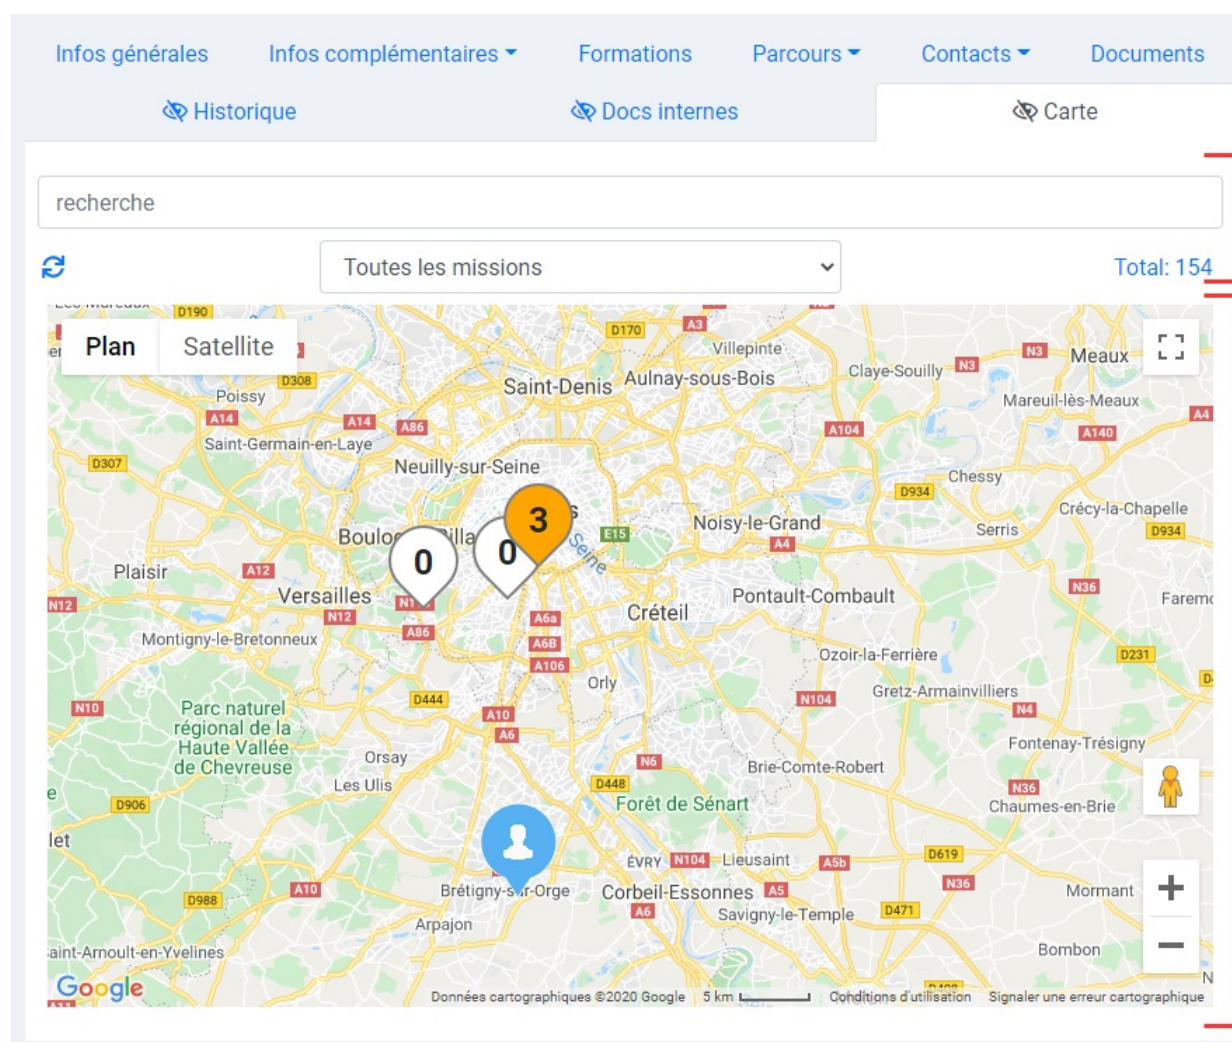 Infos générales Infos complémentaires Formations Parcours Contacts Documents
Historique Docs internes Carte
recherche
Toutes les missions Total: 154
D190
Plan Satellite
D170 A3
Villepinte
N3 Meaux
Claye-Souilly N3
D308
Poissy
Saint-Denis Aulnay-sous-Bois
Mareuil-lès-Meaux
A14 A14 A86 A104 A140 A4
Saint-Germain-en-Laye
D307
Neuilly-sur-Seine
Chessy
D934
Crécy-la-Chapelle
3
Noisy-le-Grand
Serris D934
E15
A4
Seine
0 0
Plaisir A12
Versailles
Pontault-Combault
N36
N12 N12
Créteil
A6a
A86
Montigny-le-Bretonneux
A6B
A106
Ozoir-la-Ferrière
D231
Orly
Gretz-Armainvilliers
D444 N104
N10
Parc naturel
régional de la
Haute Vallée
de Chevreuse
N4
A10
A6
Fontenay-Trésigny
Orsay
N6
Brie-Comte-Robert
Les Ulis
D448
N36
D906
Forêt de Sénart
Chaumes-en-Brie
let
ÉVRY N104 Lieusaint A5b
D619
A10
Brétigny-sur-Orge Corbeil-Essonnes A5
N36
Mormant
D988
A6
Savigny-le-Temple D471
Arpajon
aint-Arnoult-en-Yvelines
Bombon
Google
Données cartographiques ©2020 Google 5 km Conditions d'utilisation Signaler une erreur cartographique